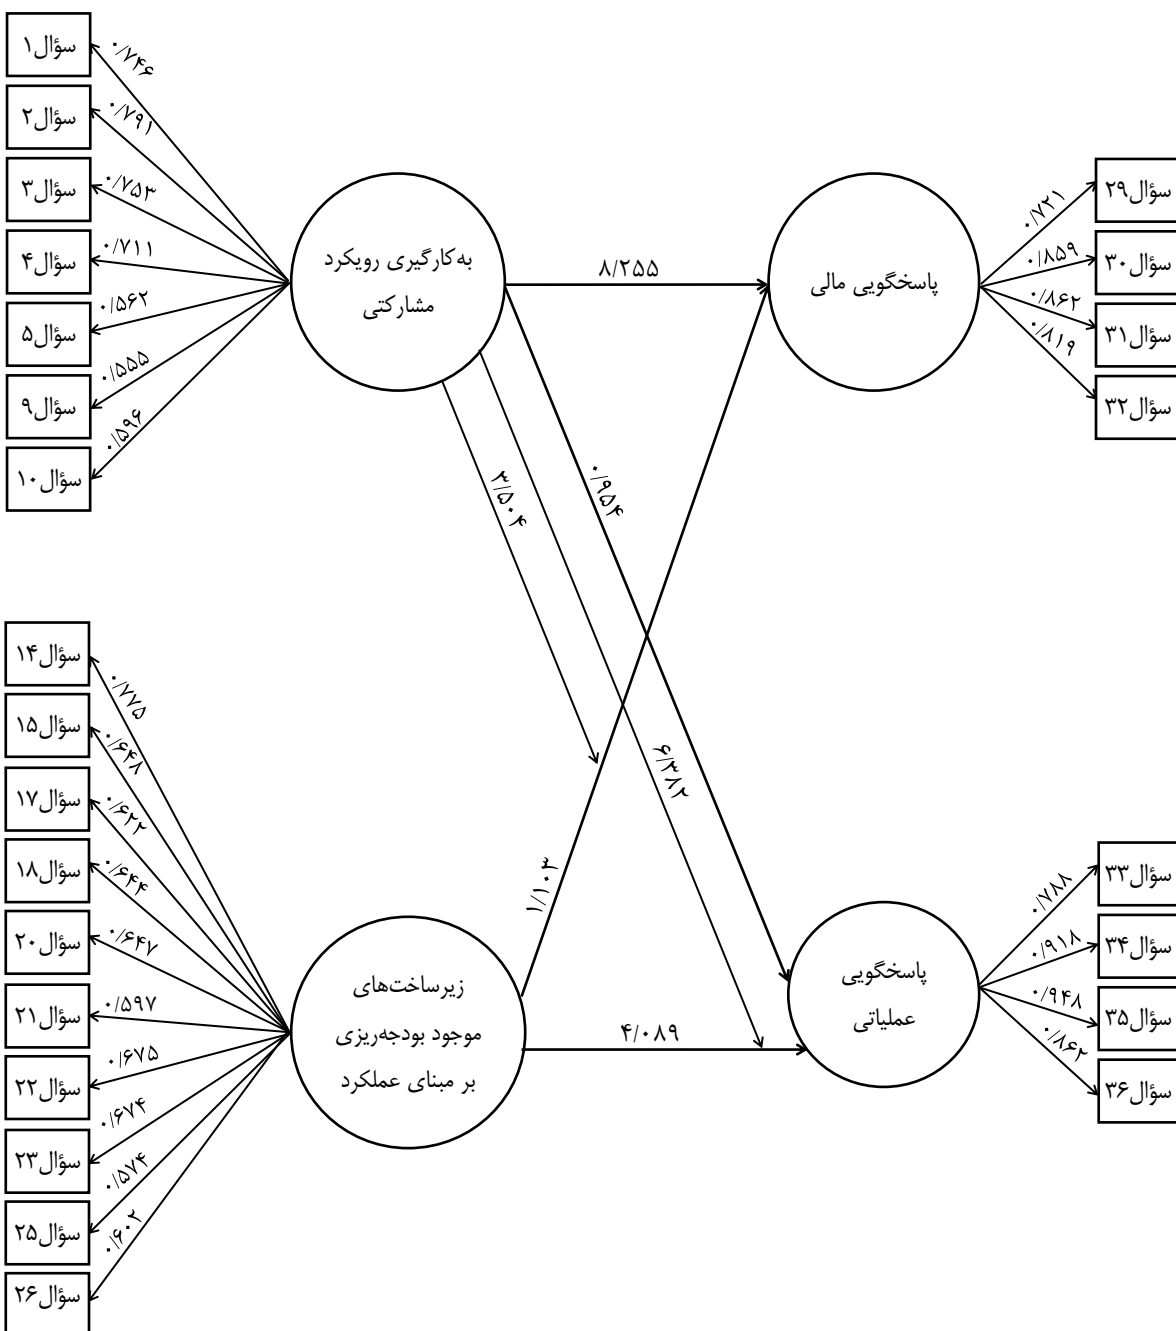 سؤال۱
سؤال۲
سؤال۳
سؤال۴
سؤال۵
سؤال۹
سؤال۱۰
۰/۷۴۶
۰/۷۹۱
۰/۷۵۳
۰/۷۱۱
۰/۵۶۲
۰/۵۵۵
۰/۵۹۶
به‌کارگیری رویکرد
مشارکتی
۸/۲۵۵
پاسخگویی مالی
۰/۷۲۱
۰/۸۵۹
۰/۸۶۲
۰/۸۱۹
سؤال۲۹
سؤال۳۰
سؤال۳۱
سؤال۳۲
۳/۵۰۴
۰/۹۵۴
۶/۳۸۲
۱/۱۰۳
سؤال۱۴
سؤال۱۵
سؤال۱۷
سؤال۱۸
سؤال۲۰
سؤال۲۱
سؤال۲۲
سؤال۲۳
سؤال۲۵
سؤال۲۶
۰/۷۷۵
۰/۶۴۸
۰/۶۲۲
۰/۶۴۴
۰/۶۴۷
۰/۵۹۷
۰/۶۷۵
۰/۶۷۴
۰/۵۷۴
۰/۶۰۲
زیرساخت‌های
موجود بودجه‌ریزی
بر مبنای عملکرد
۴/۰۸۹
پاسخگویی
عملیاتی
۰/۷۸۸
۰/۹۱۸
۰/۹۴۸
۰/۸۶۲
سؤال۳۳
سؤال۳۴
سؤال۳۵
سؤال۳۶